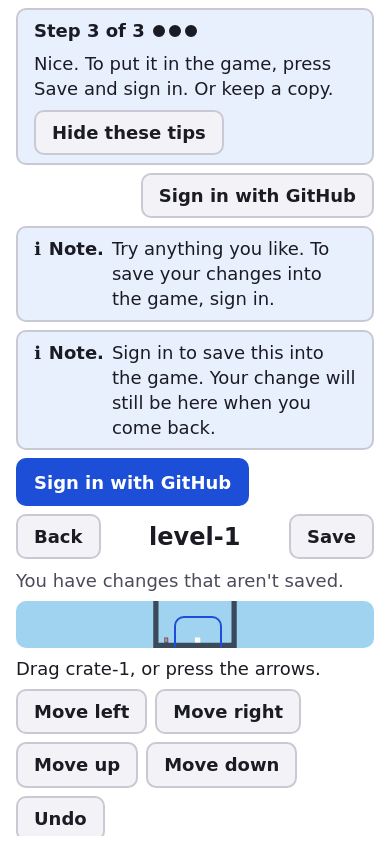 Step 3 of 3
Nice. To put it in the game, press
Save and sign in. Or keep a copy.
Hide these tips
Sign in with GitHub
ℹ Note. Try anything you like. To
save your changes into
the game, sign in.
ℹ Note. Sign in to save this into
the game. Your change will
still be here when you
come back.
Sign in with GitHub
Back level-1 Save
You have changes that aren't saved.
Drag crate-1, or press the arrows.
Move left Move right
Move up Move down
Undo